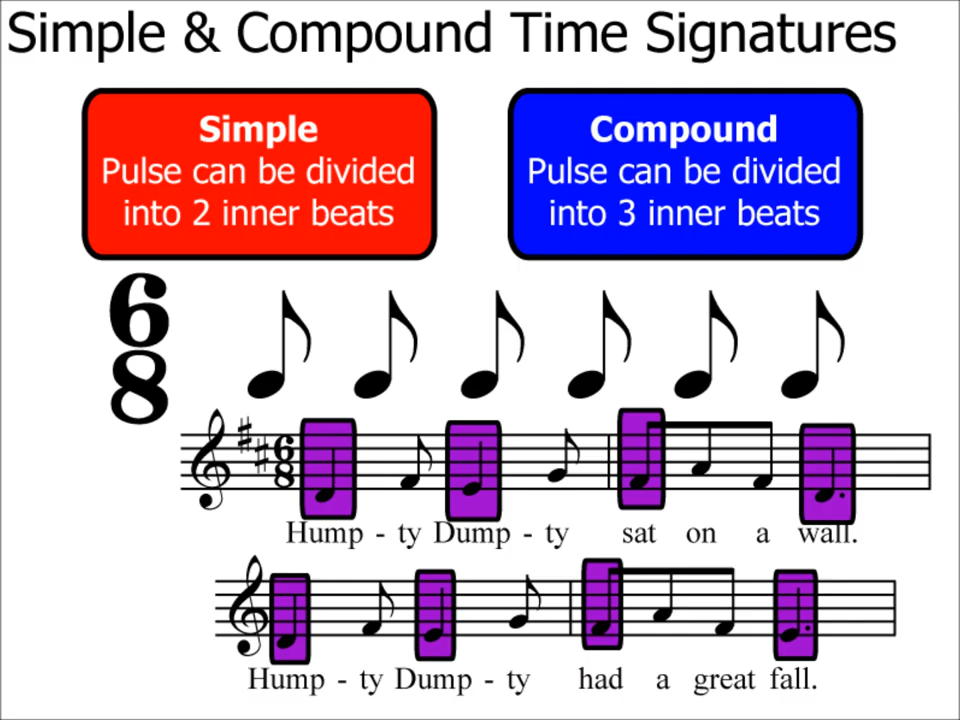 Simple & Compound Time Signatures
Simple
Pulse can be divided
into 2 inner beats
Compound
Pulse can be divided
into 3 inner beats
6
8
6
8
Hump - ty Dump - ty sat on a wall.
Hump - ty Dump - ty had a great fall.